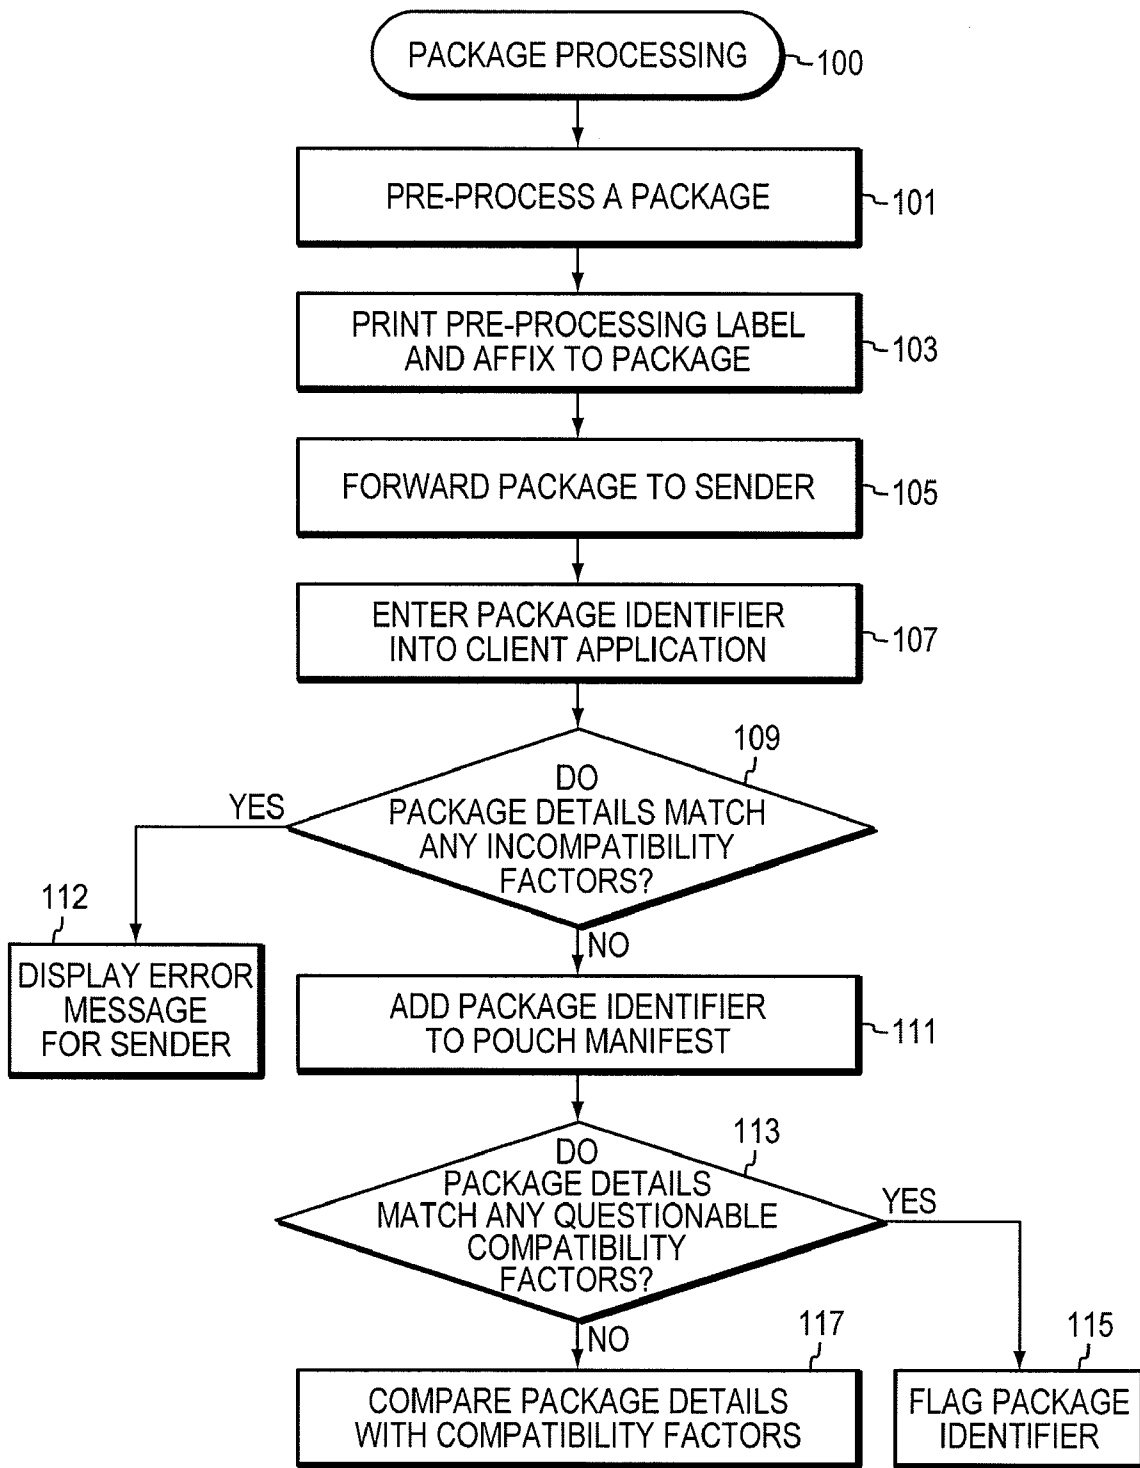 PACKAGE PROCESSING
100
PRE-PROCESS A PACKAGE
101
PRINT PRE-PROCESSING LABEL
AND AFFIX TO PACKAGE
103
FORWARD PACKAGE TO SENDER
105
ENTER PACKAGE IDENTIFIER
INTO CLIENT APPLICATION
107
109
DO
PACKAGE DETAILS MATCH
ANY INCOMPATIBILITY
FACTORS?
YES
NO
112
DISPLAY ERROR
MESSAGE
FOR SENDER
ADD PACKAGE IDENTIFIER
TO POUCH MANIFEST
111
113
DO
PACKAGE DETAILS
MATCH ANY QUESTIONABLE
COMPATIBILITY
FACTORS?
YES
NO
117
COMPARE PACKAGE DETAILS
WITH COMPATIBILITY FACTORS
115
FLAG PACKAGE
IDENTIFIER